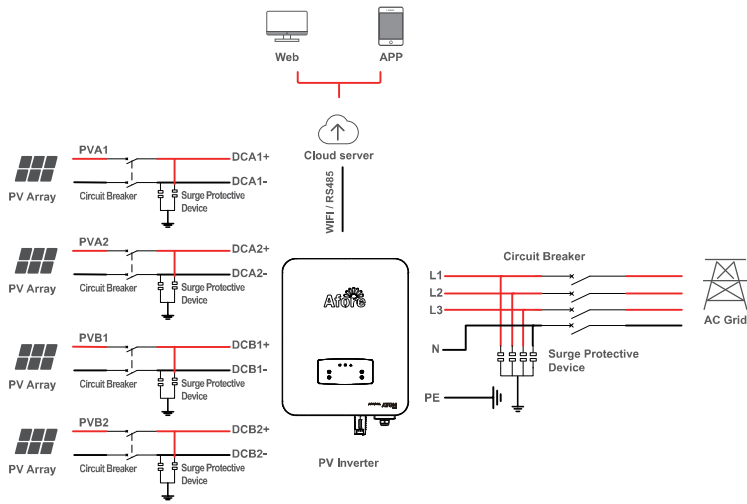 Web
APP
Cloud server
WIFI / RS485
PVA1
DCA1+
DCA1-
PV Array
Circuit Breaker
Surge Protective
Device
PVA2
DCA2+
DCA2-
PV Array
Circuit Breaker
Surge Protective
Device
PVB1
DCB1+
DCB1-
PV Array
Circuit Breaker
Surge Protective
Device
PVB2
DCB2+
DCB2-
PV Array
Circuit Breaker
Surge Protective
Device
Afore
PV Inverter
Circuit Breaker
L1
L2
L3
N
PE
Surge Protective
Device
AC Grid